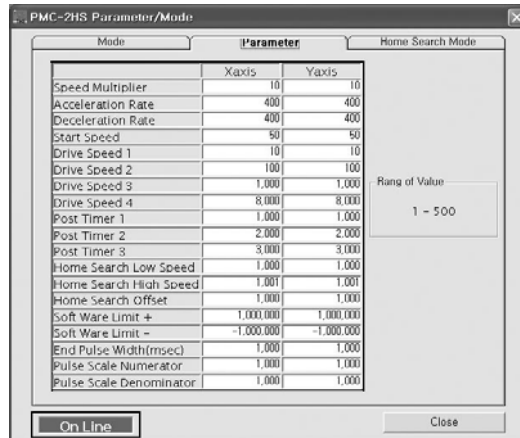 PMC-2HS Parameter/Mode
Mode Parameter Home Search Mode
Xaxis Yaxis
Speed Multiplier 10 10
Acceleration Rate 400 400
Deceleration Rate 400 400
Start Speed 50 50
Drive Speed 1 10 10
Drive Speed 2 100 100
Drive Speed 3 1,000 1,000
Drive Speed 4 8,000 8,000
Post Timer 1 1,000 1,000
Post Timer 2 2,000 2,000
Post Timer 3 3,000 3,000
Home Search Low Speed 1,000 1,000
Home Search High Speed 1,001 1,001
Home Search Offset 1,000 1,000
Soft Ware Limit + 1,000,000 1,000,000
Soft Ware Limit - -1,000,000 -1,000,000
End Pulse Width(msec) 1,000 1,000
Pulse Scale Numerator 1,000 1,000
Pulse Scale Denominator 1,000 1,000
Rang of Value
1 - 500
On Line
Close